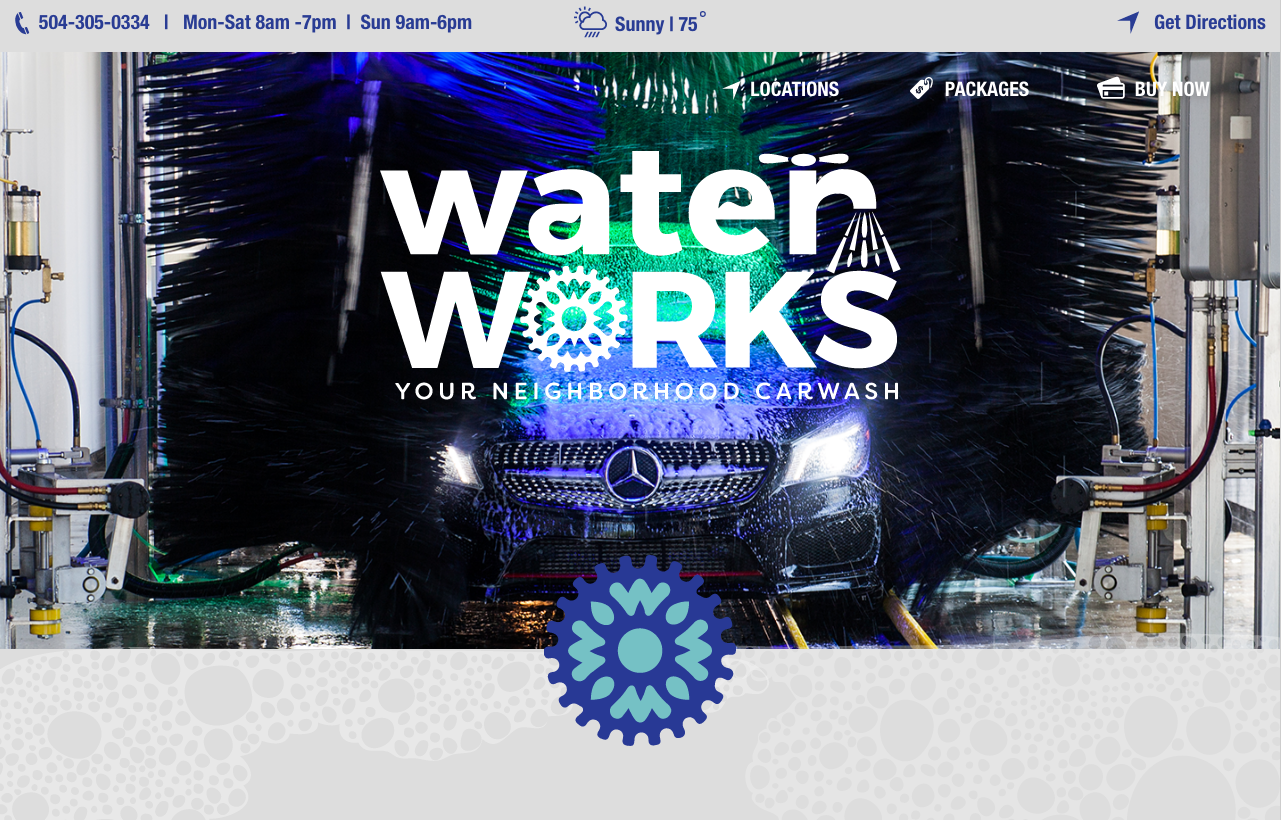 504-305-0334 | Mon-Sat 8am -7pm | Sun 9am-6pm
Sunny | 75°
Get Directions
LOCATIONS
PACKAGES
BUY NOW
water
WORKS
YOUR NEIGHBORHOOD CARWASH